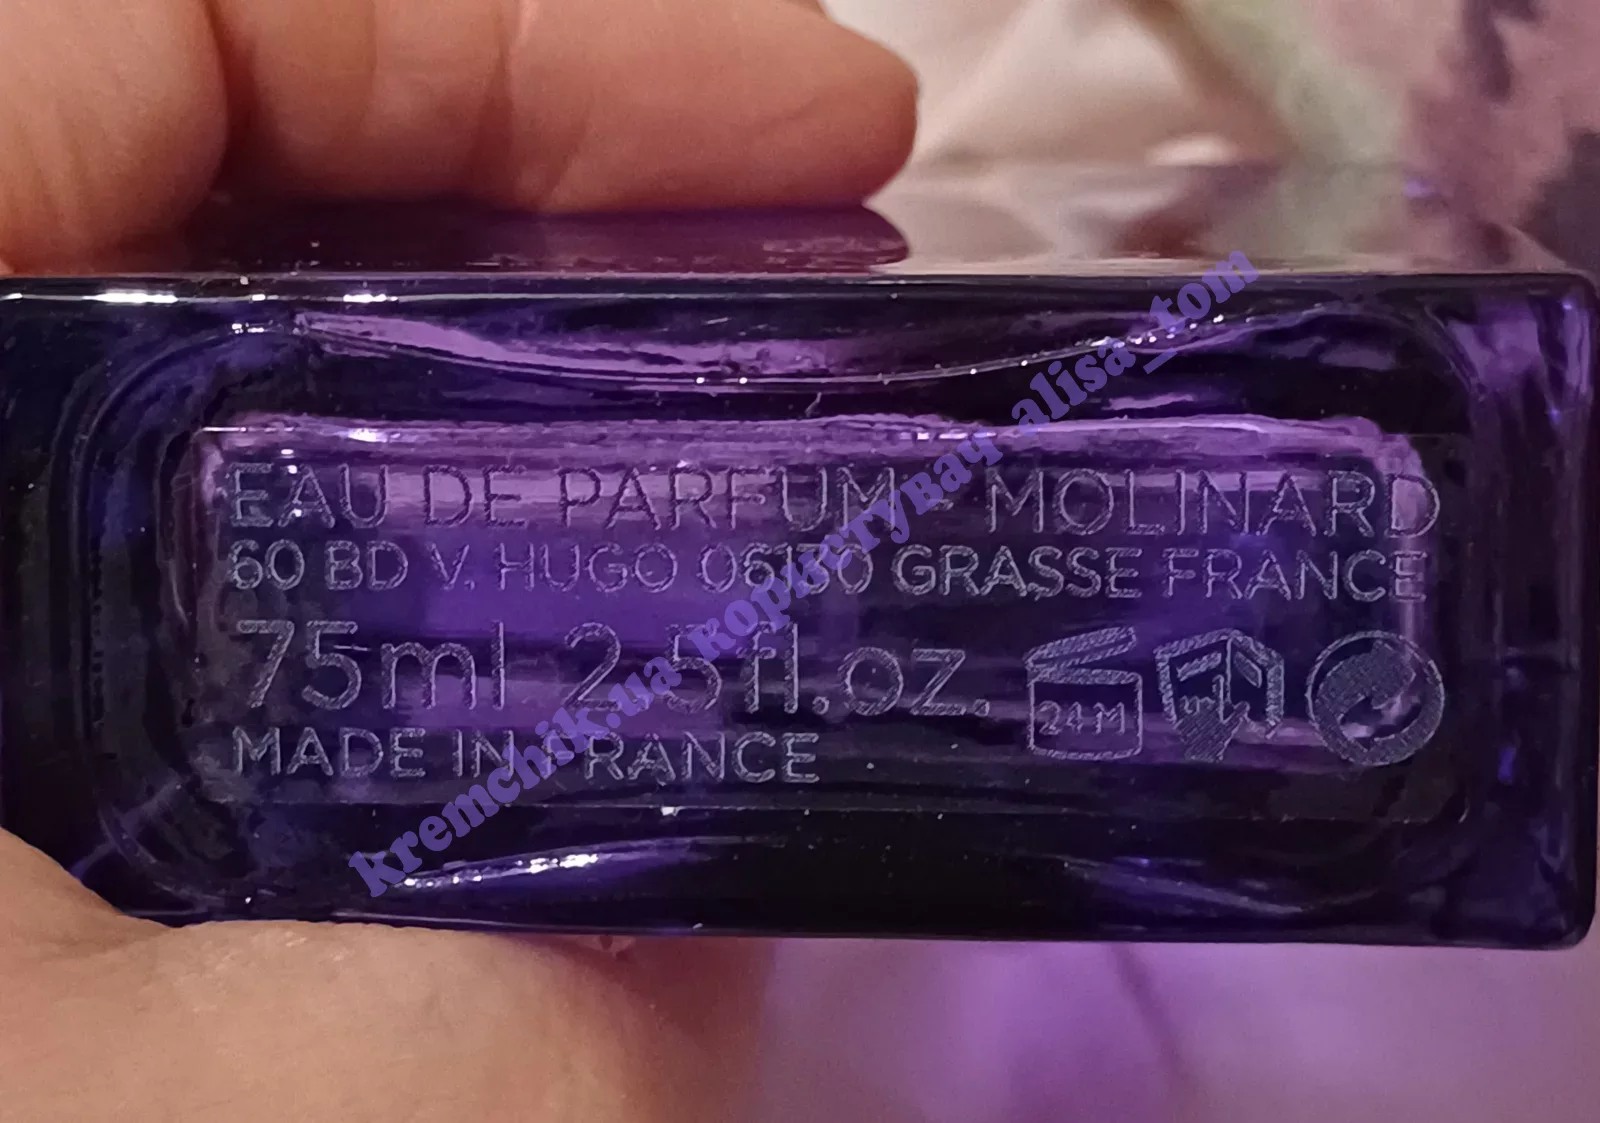 EAU DE PARFUM - MOLINARD
60 BD V. HUGO 06130 GRASSE FRANCE
75ml 2.5fl.oz.
24M
MADE IN FRANCE
kremchik.ua користувач alisa_tom